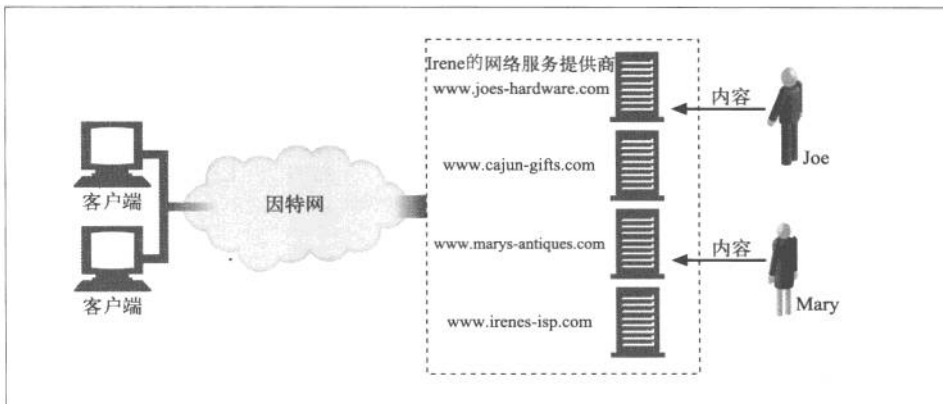 Irene的网络服务提供商
www.joes-hardware.com
内容
Joe
www.cajun-gifts.com
客户端
因特网
www.marys-antiques.com
内容
客户端
Mary
www.irenes-isp.com